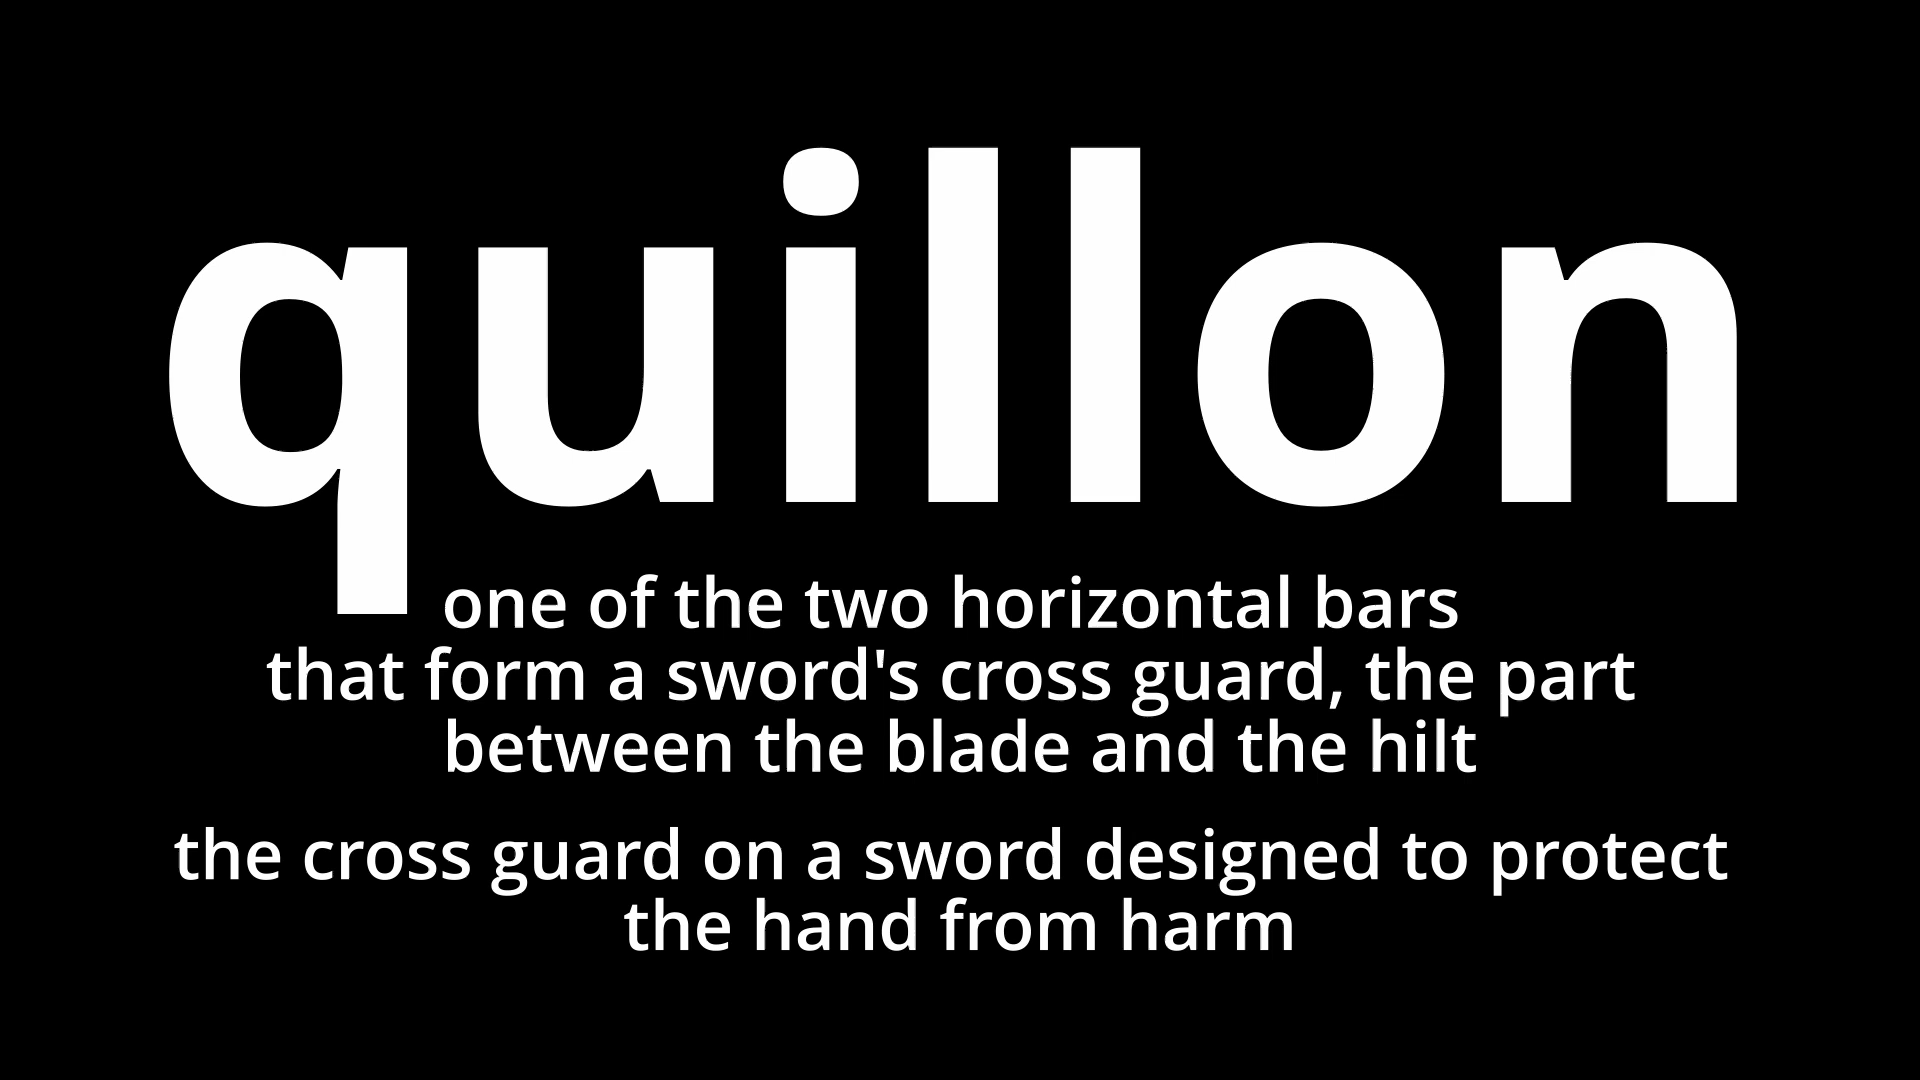 quillon
one of the two horizontal bars
that form a sword's cross guard, the part
between the blade and the hilt
the cross guard on a sword designed to protect
the hand from harm